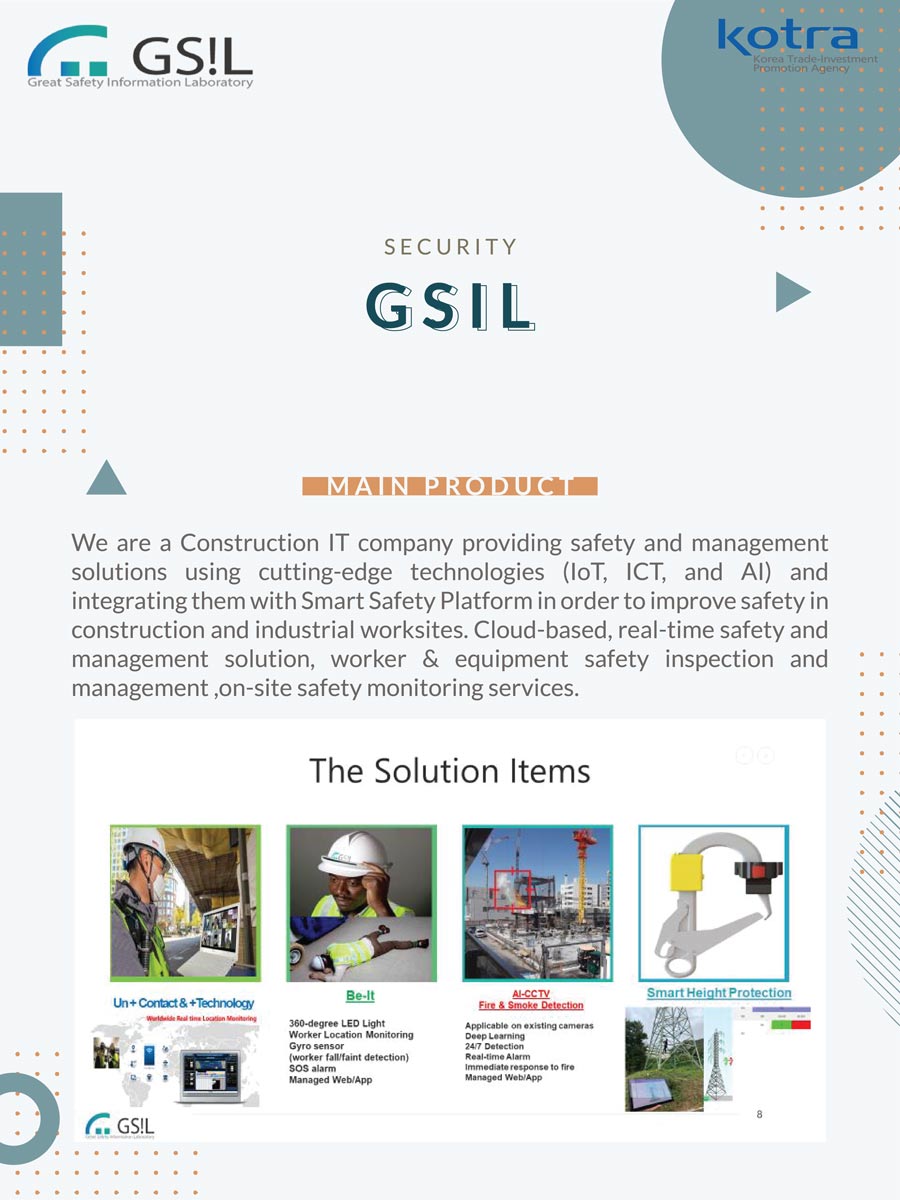 GS!L
Great Safety Information Laboratory
kotra
Korea Trade-Investment
Promotion Agency
SECURITY
GSIL
MAIN PRODUCT
We are a Construction IT company providing safety and management
solutions using cutting-edge technologies (IoT, ICT, and AI) and
integrating them with Smart Safety Platform in order to improve safety in
construction and industrial worksites. Cloud-based, real-time safety and
management solution, worker & equipment safety inspection and
management ,on-site safety monitoring services.
The Solution Items
GS!L
Un+ Contact & +Technology
Worldwide Real time Location Monitoring
Be-It
360-degree LED Light
Worker Location Monitoring
Gyro sensor
(worker fall/faint detection)
SOS alarm
Managed Web/App
AI-CCTV
Fire & Smoke Detection
Applicable on existing cameras
Deep Learning
24/7 Detection
Real-time Alarm
Immediate response to fire
Managed Web/App
Smart Height Protection
GS!L
Great Safety Information Laboratory
8